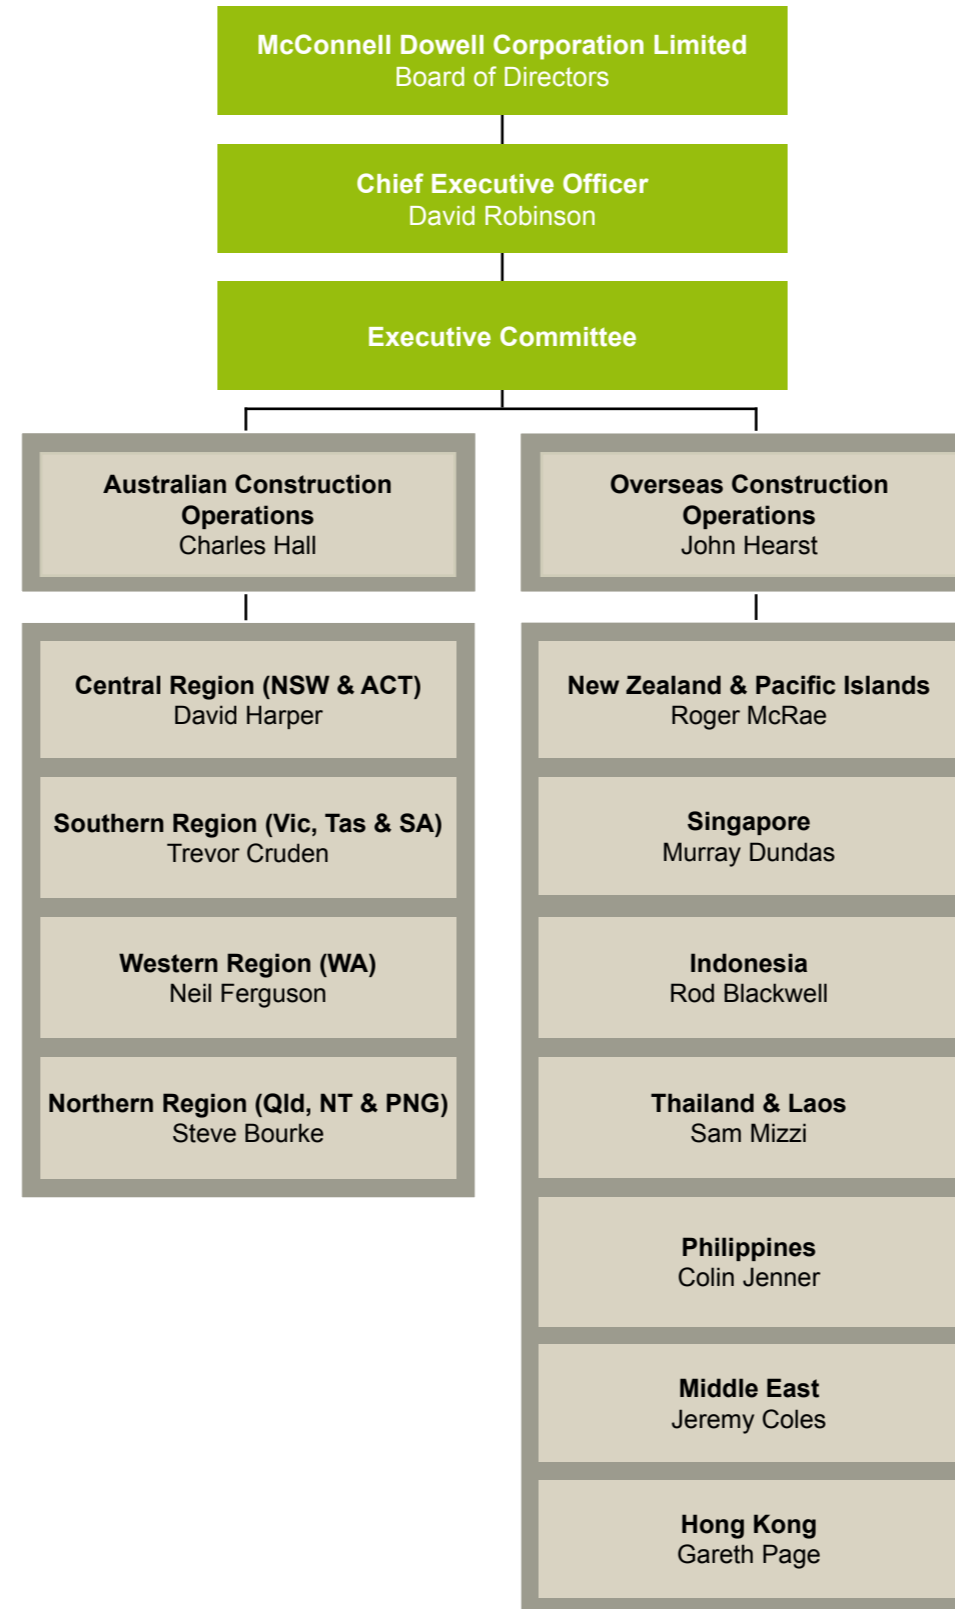 McConnell Dowell Corporation Limited
Board of Directors
Chief Executive Officer
David Robinson
Executive Committee
Australian Construction
Operations
Charles Hall
Overseas Construction
Operations
John Hearst
Central Region (NSW & ACT)
David Harper
Southern Region (Vic, Tas & SA)
Trevor Cruden
Western Region (WA)
Neil Ferguson
Northern Region (Qld, NT & PNG)
Steve Bourke
New Zealand & Pacific Islands
Roger McRae
Singapore
Murray Dundas
Indonesia
Rod Blackwell
Thailand & Laos
Sam Mizzi
Philippines
Colin Jenner
Middle East
Jeremy Coles
Hong Kong
Gareth Page